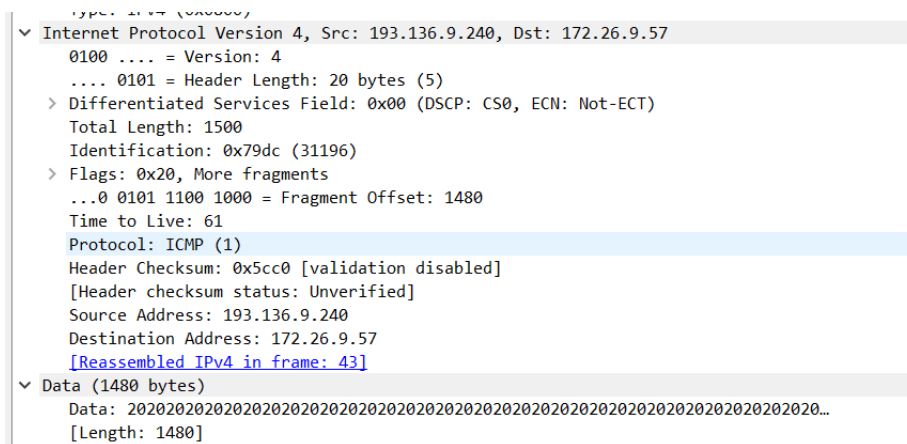 Type: IPv4 (0x0800)
Internet Protocol Version 4, Src: 193.136.9.240, Dst: 172.26.9.57
0100 .... = Version: 4
.... 0101 = Header Length: 20 bytes (5)
Differentiated Services Field: 0x00 (DSCP: CS0, ECN: Not-ECT)
Total Length: 1500
Identification: 0x79dc (31196)
Flags: 0x20, More fragments
...0 0101 1100 1000 = Fragment Offset: 1480
Time to Live: 61
Protocol: ICMP (1)
Header Checksum: 0x5cc0 [validation disabled]
[Header checksum status: Unverified]
Source Address: 193.136.9.240
Destination Address: 172.26.9.57
[Reassembled IPv4 in frame: 43]
Data (1480 bytes)
Data: 2020202020202020202020202020202020202020202020202020202020202020202020202020…
[Length: 1480]